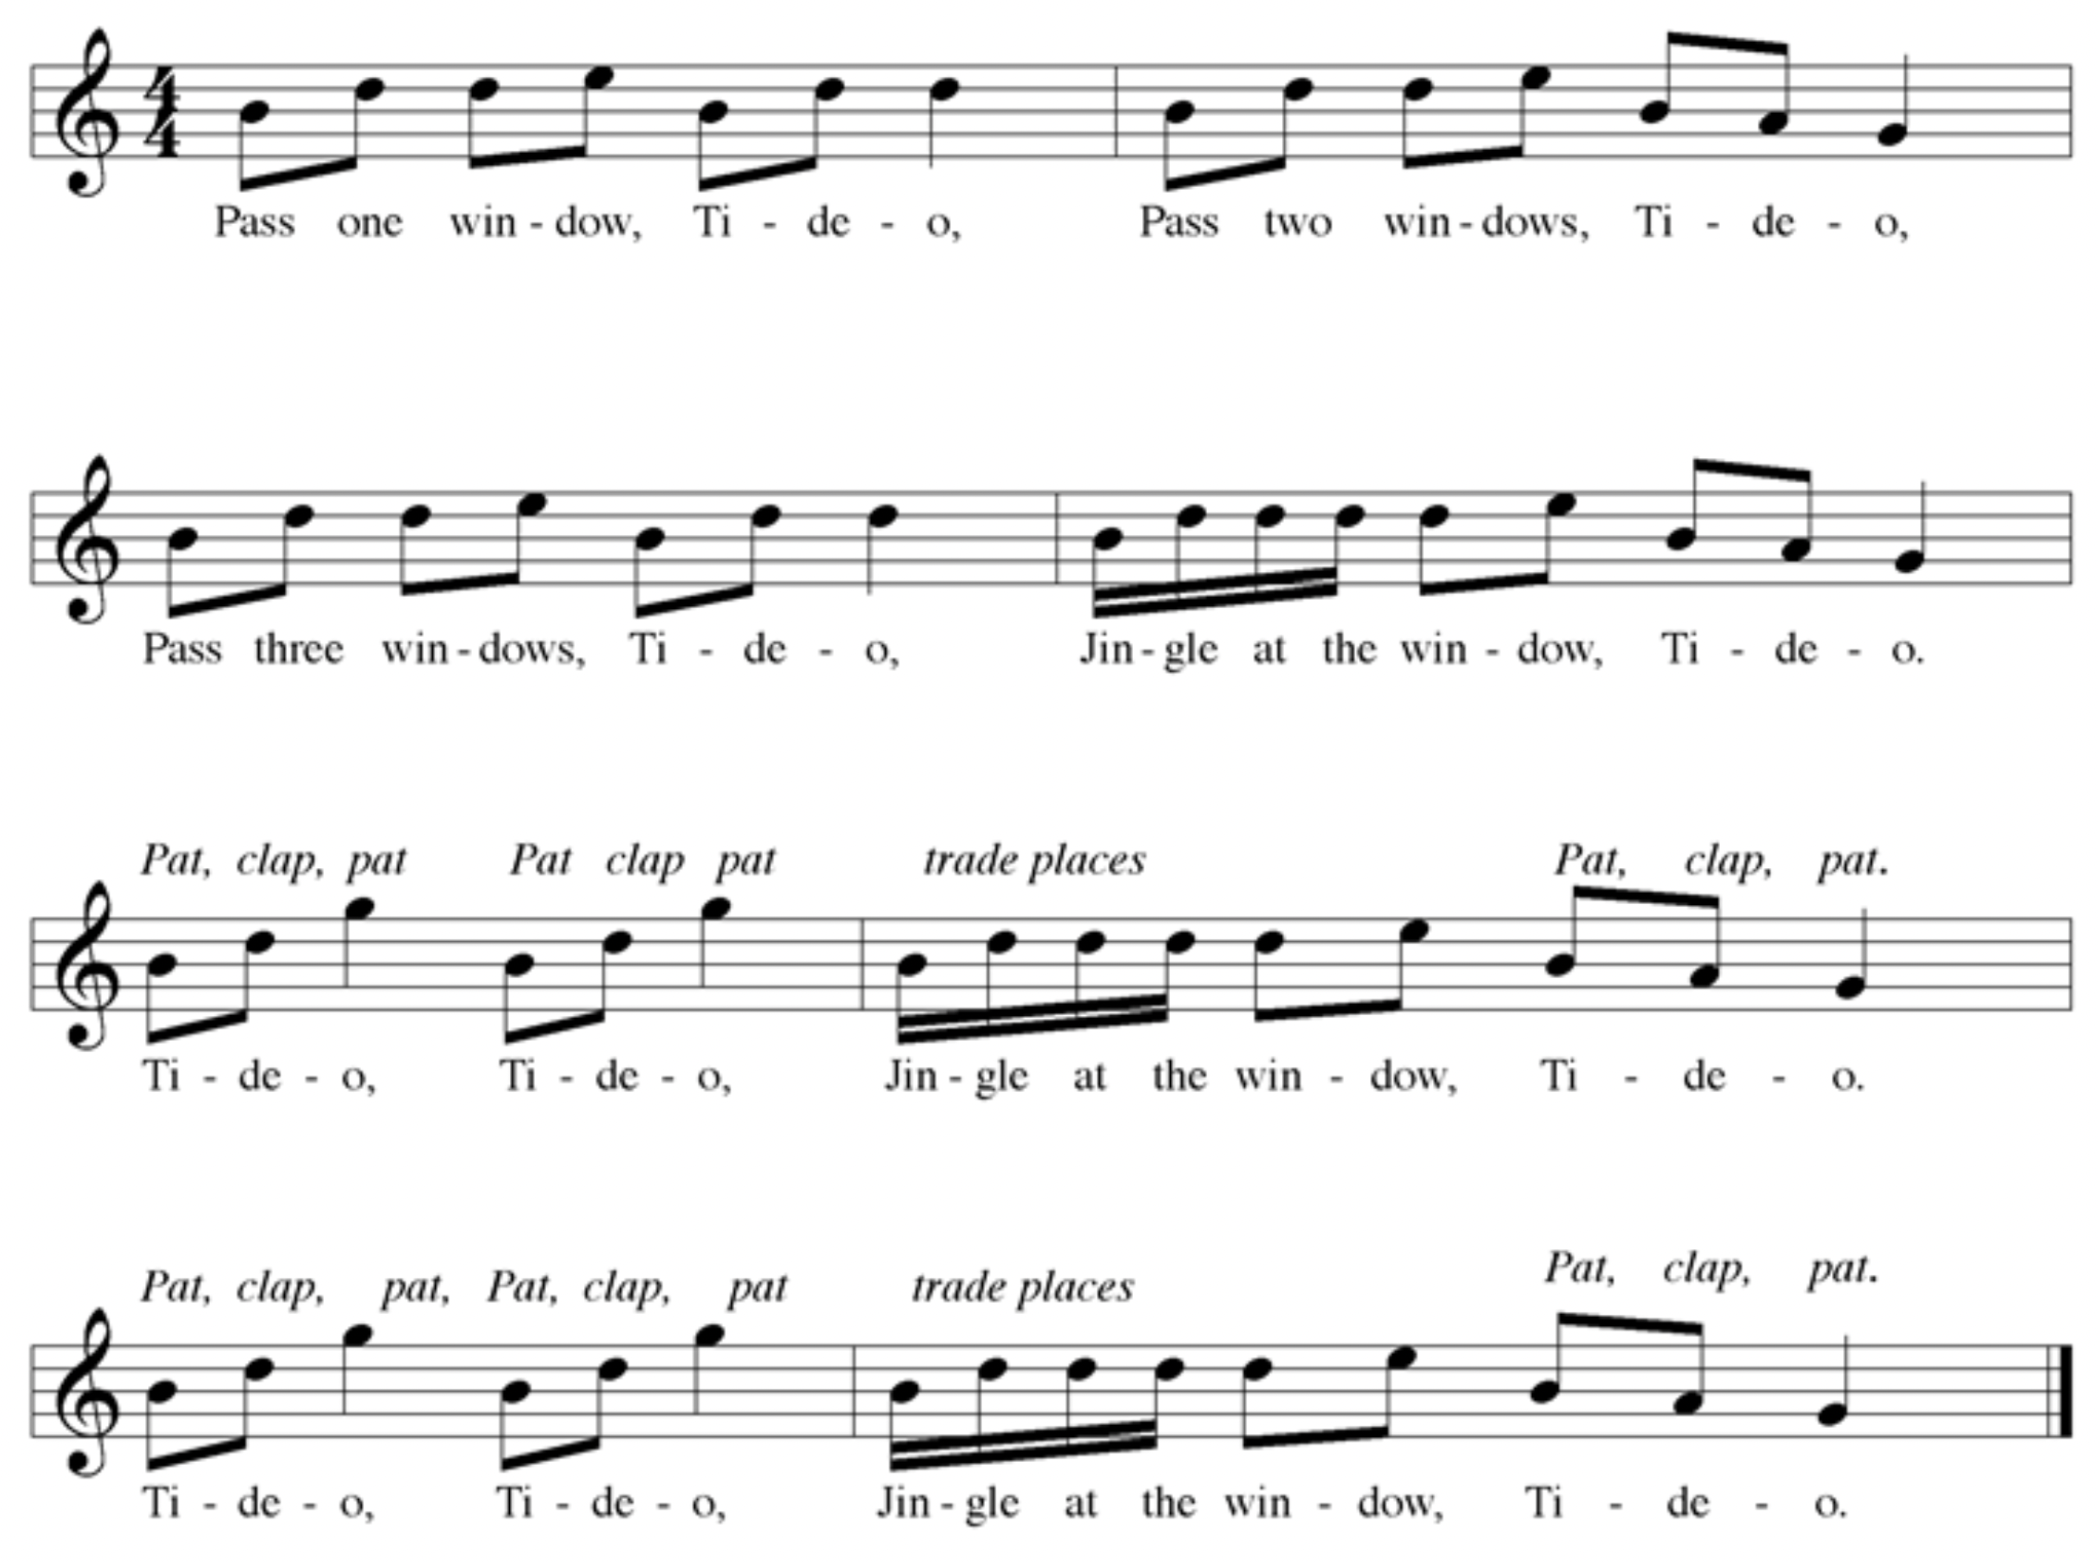 4
4
Pass one win - dow, Ti - de - o, Pass two win - dows, Ti - de - o,
Pass three win - dows, Ti - de - o, Jin - gle at the win - dow, Ti - de - o.
Pat, clap, pat Pat clap pat trade places Pat, clap, pat.
Ti - de - o, Ti - de - o, Jin - gle at the win - dow, Ti - de - o.
Pat, clap, pat, Pat, clap, pat trade places Pat, clap, pat.
Ti - de - o, Ti - de - o, Jin - gle at the win - dow, Ti - de - o.